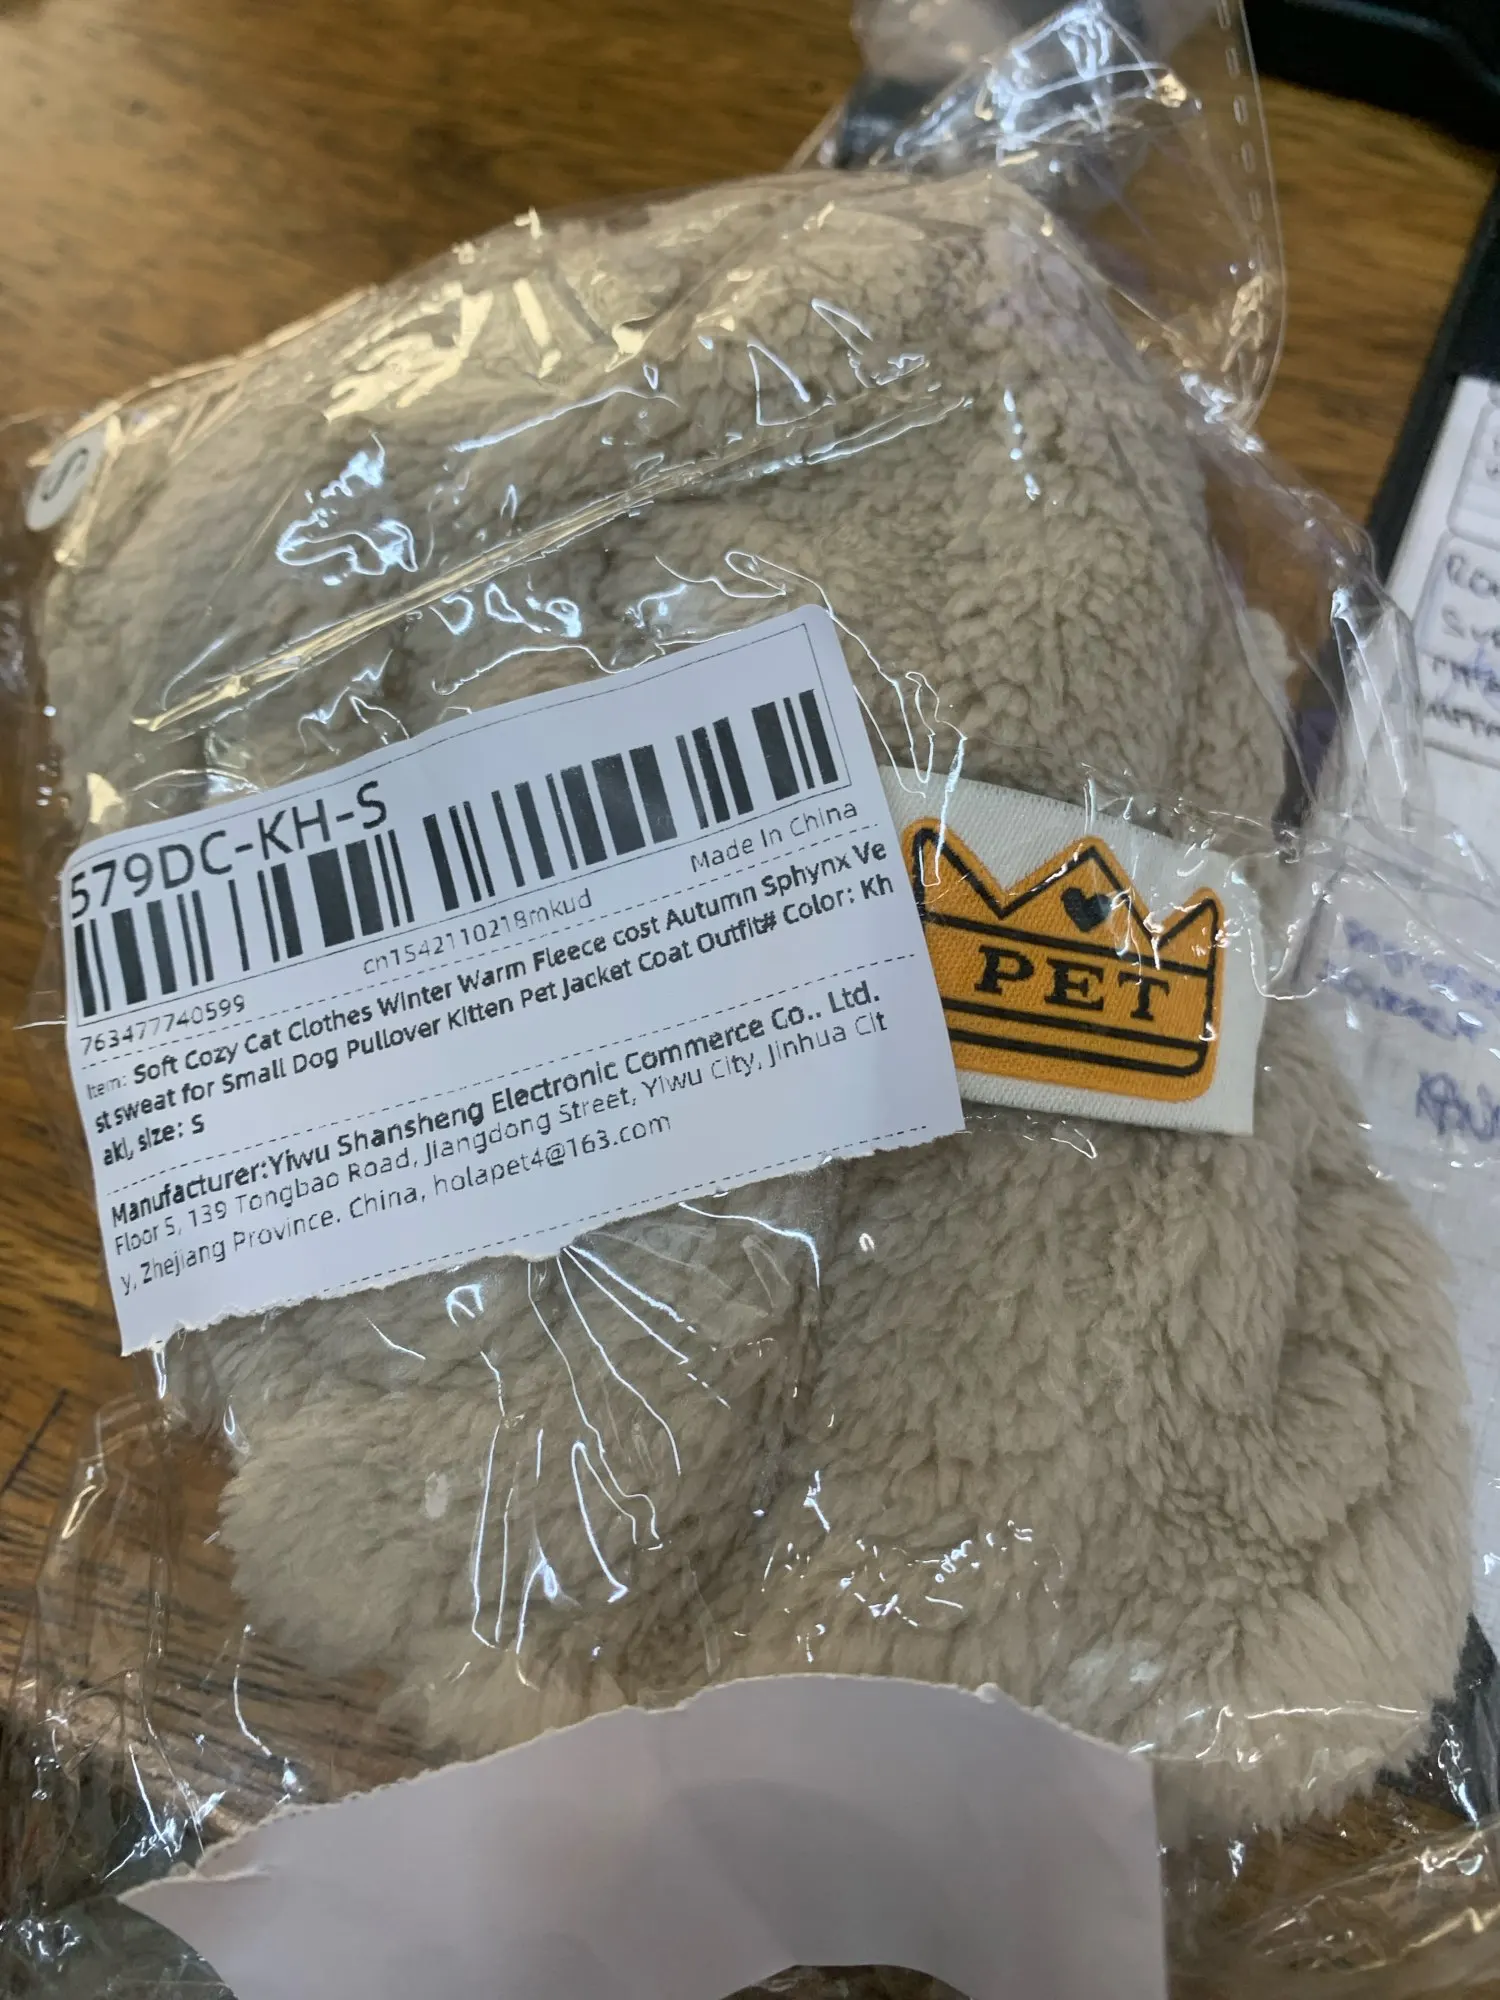 S
579DC-KH-S
763477740599
cn1542110218mkud
Made In China
Item: Soft Cozy Cat Clothes Winter Warm Fleece cost Autumn Sphynx Ve
st sweat for Small Dog Pullover Kitten Pet Jacket Coat Outfit# Color: Kh
aki, size: S
Manufacturer:Yiwu Shansheng Electronic Commerce Co.. Ltd.
Floor 5, 139 Tongbao Road, Jiangdong Street, Yiwu City, Jinhua Cit
y, Zhejiang Province. China, holapet4@163.com
PET